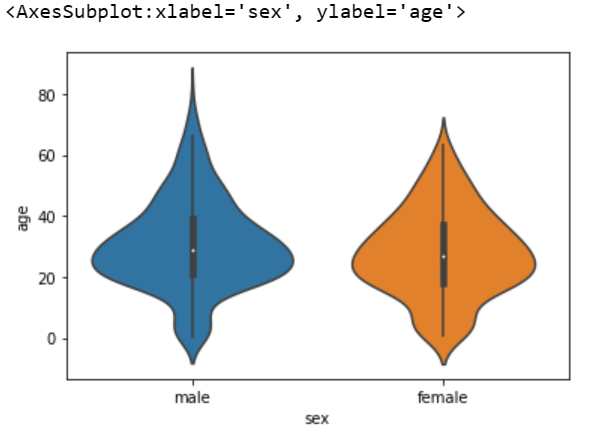 <AxesSubplot:xlabel='sex', ylabel='age'>
80
60
40
20
0
age
male female
sex